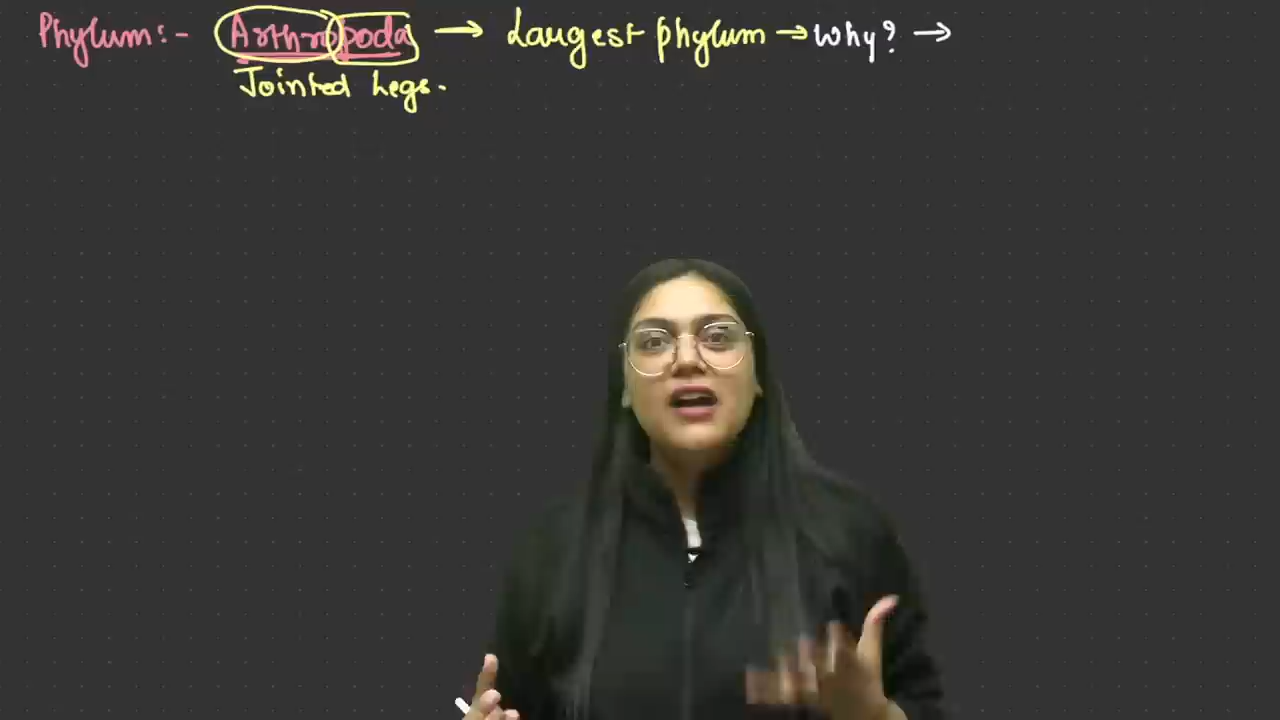 Phylum:- Arthropoda → Largest phylum → Why? →
Jointed Legs.